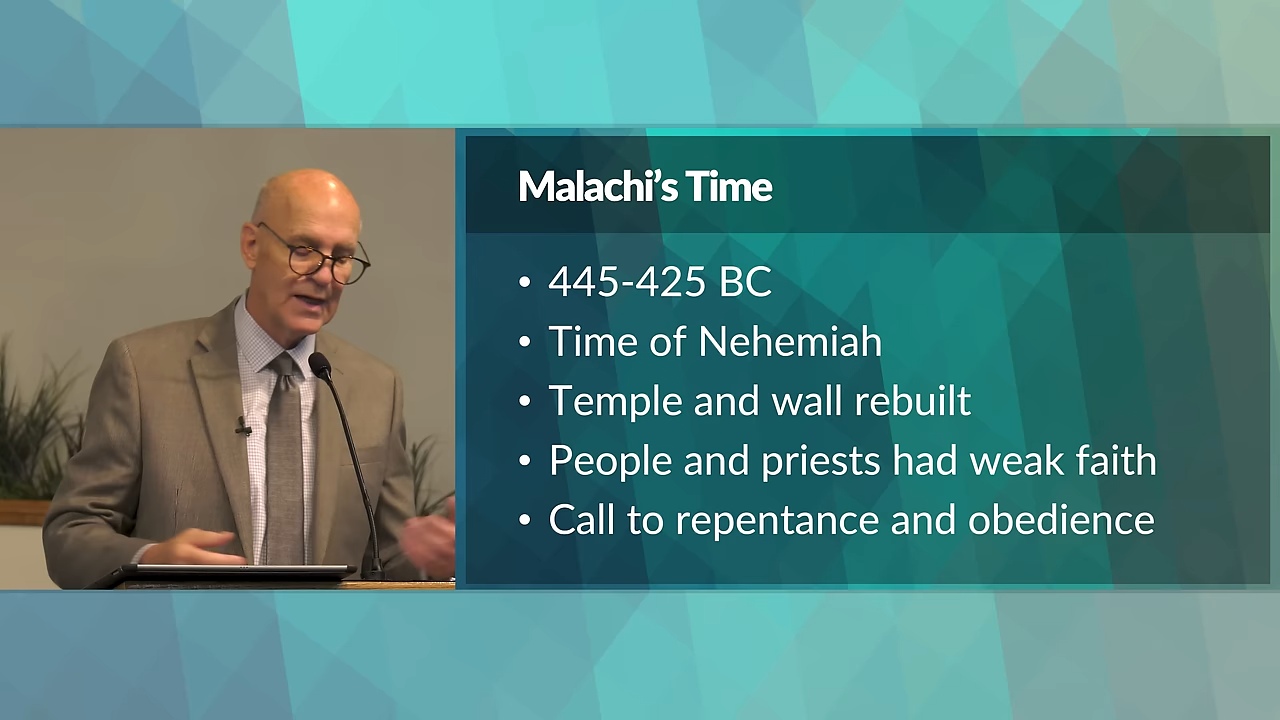 Malachi’s Time
• 445-425 BC
• Time of Nehemiah
• Temple and wall rebuilt
• People and priests had weak faith
• Call to repentance and obedience